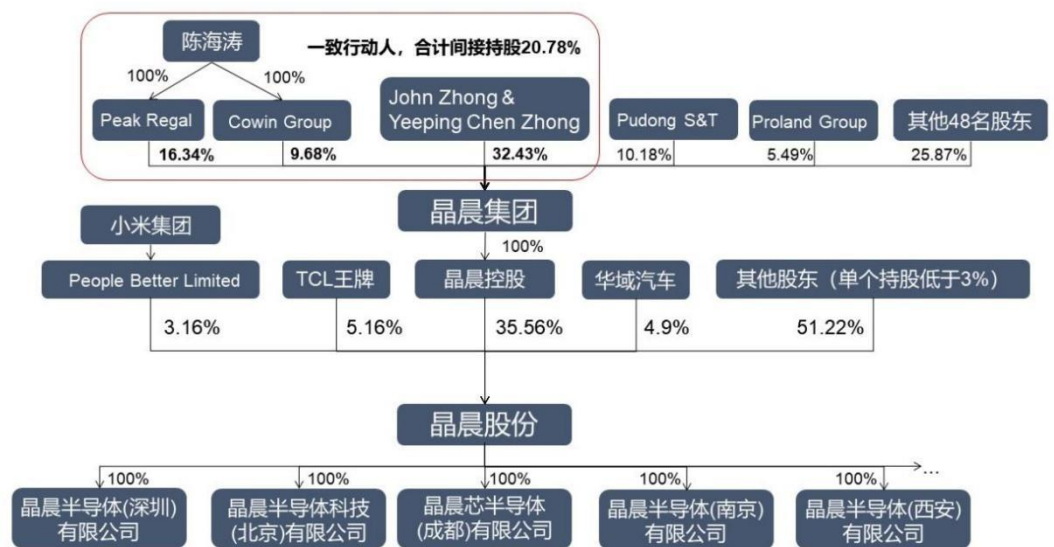 陈海涛
一致行动人，合计间接持股20.78%
100%
100%
Peak Regal
Cowin Group
John Zhong &
Yeeping Chen Zhong
Pudong S&T
Proland Group
其他48名股东
16.34%
9.68%
32.43%
10.18%
5.49%
25.87%
晶晨集团
小米集团
100%
People Better Limited
TCL王牌
晶晨控股
华域汽车
其他股东（单个持股低于3%）
3.16%
5.16%
35.56%
4.9%
51.22%
晶晨股份
...
100%
100%
100%
100%
100%
晶晨半导体(深圳)
有限公司
晶晨半导体科技
(北京)有限公司
晶晨芯半导体
(成都)有限公司
晶晨半导体(南京)
有限公司
晶晨半导体(西安)
有限公司